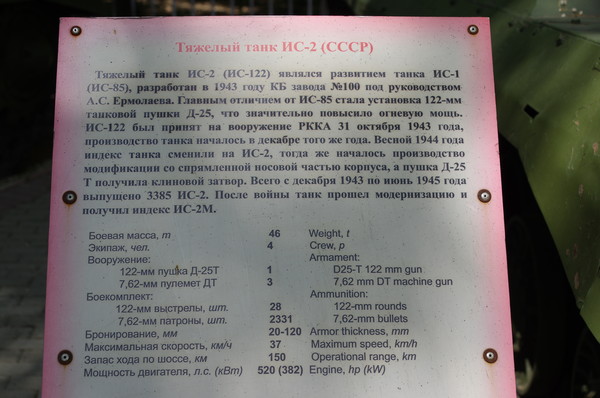 Тяжелый танк ИС-2 (СССР)
Тяжелый танк ИС-2 (ИС-122) являлся развитием танка ИС-1
(ИС-85), разработан в 1943 году КБ завода №100 под руководством
А.С. Ермолаева. Главным отличием от ИС-85 стала установка 122-мм
танковой пушки Д-25, что значительно повысило огневую мощь.
ИС-122 был принят на вооружение РККА 31 октября 1943 года,
производство танка началось в декабре того же года. Весной 1944 года
индекс танка сменили на ИС-2, тогда же началось производство
модификации со спрямленной носовой частью корпуса, а пушка Д-25
Т получила клиновой затвор. Всего с декабря 1943 по июнь 1945 года
выпущено 3385 ИС-2. После войны танк прошел модернизацию и
получил индекс ИС-2М.
Боевая масса, т 46 Weight, t
Экипаж, чел. 4 Crew, p
Вооружение: Armament:
122-мм пушка Д-25Т 1 D25-T 122 mm gun
7,62-мм пулемет ДТ 3 7,62 mm DT machine gun
Боекомплект: Ammunition:
122-мм выстрелы, шт. 28 122-mm rounds
7,62-мм патроны, шт. 2331 7,62-mm bullets
Бронирование, мм 20-120 Armor thickness, mm
Максимальная скорость, км/ч 37 Maximum speed, km/h
Запас хода по шоссе, км 150 Operational range, km
Мощность двигателя, л.с. (кВт) 520 (382) Engine, hp (kW)